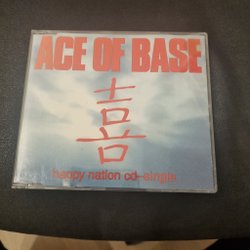 ACE OF BASE
喜
happy nation cd-single